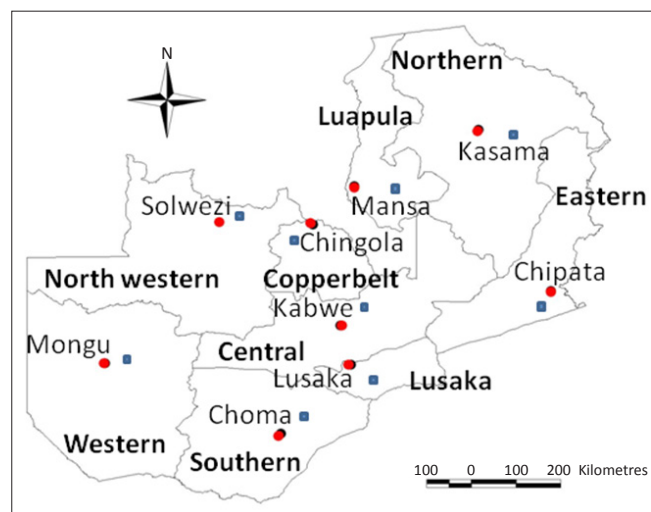 N
Northern
Luapula
Kasama
Eastern
Solwezi
Mansa
Chingola
North western
Copperbelt
Chipata
Kabwe
Mongu
Central
Lusaka
Lusaka
Choma
Western
Southern
100 0 100 200 Kilometres